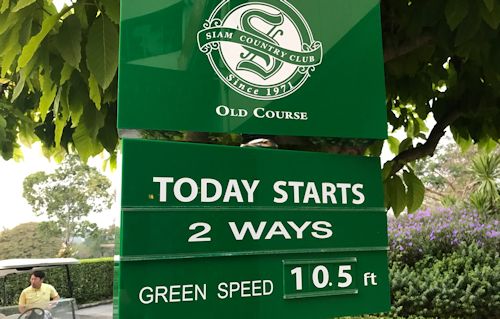 SIAM COUNTRY CLUB
S
Since 1971
OLD COURSE
TODAY STARTS
2 WAYS
GREEN SPEED 10.5 ft